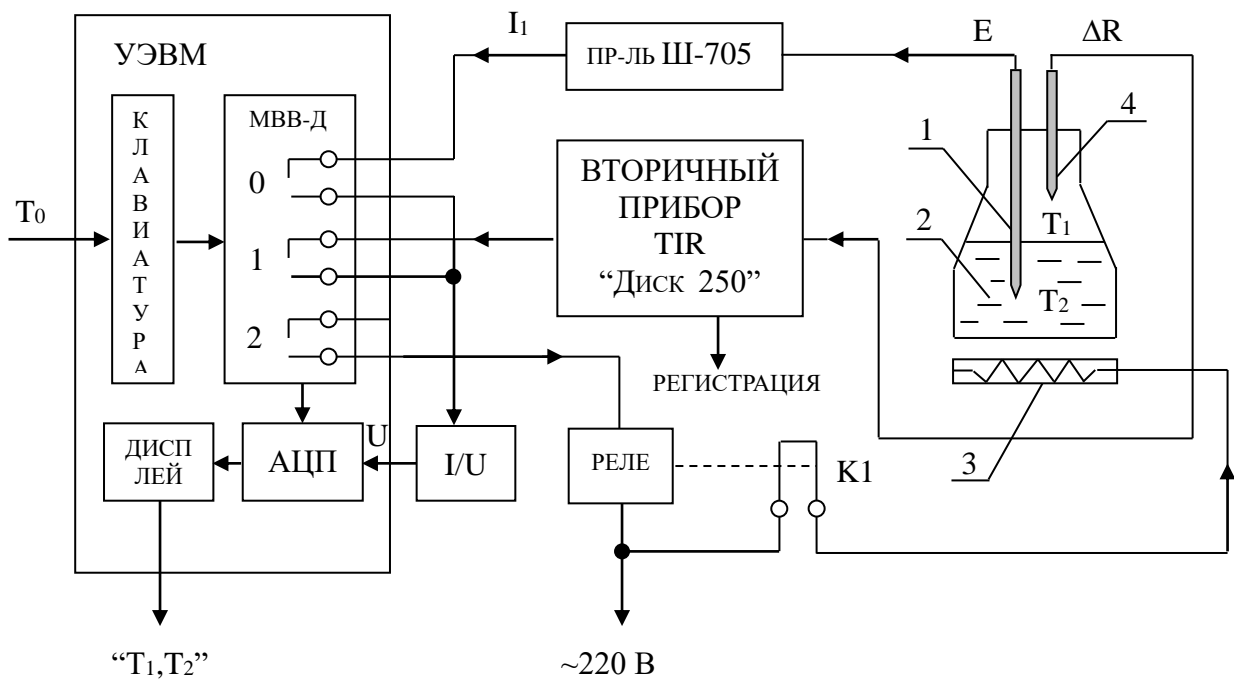 УЭВМ
I1
ПР-ЛЬ Ш-705
E
ΔR
КЛАВИАТУРА
МВВ-Д
0
1
2
T0
ВТОРИЧНЫЙ
ПРИБОР
TIR
“Диск 250”
1
4
2
T1
T2
РЕГИСТРАЦИЯ
3
ДИСП
ЛЕЙ
АЦП
U
I/U
РЕЛЕ
K1
“T1,T2”
~220 В